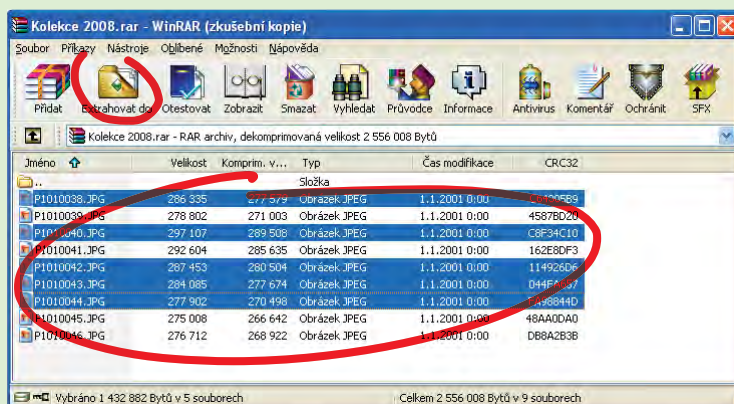 Kolekce 2008.rar - WinRAR (zkušební kopie)
Soubor Příkazy Nástroje Oblíbené Možnosti Nápověda
Přidat Extrahovat do Otestovat Zobrazit Smazat Vyhledat Průvodce Informace Antivirus Komentář Ochránit SFX
Kolekce 2008.rar - RAR archiv, dekomprimovaná velikost 2 556 008 Bytů
Jméno Velikost Komprim. v... Typ Čas modifikace CRC32
.. Složka
P1010038.JPG 286 335 277 579 Obrázek JPEG 1.1.2001 0:00
P1010039.JPG 278 802 271 003 Obrázek JPEG 1.1.2001 0:00 4587BD20
P1010040.JPG 297 107 289 508 Obrázek JPEG 1.1.2001 0:00 C8F34C10
P1010041.JPG 292 604 285 635 Obrázek JPEG 1.1.2001 0:00 162E8DF3
P1010042.JPG 287 453 280 504 Obrázek JPEG 1.1.2001 0:00 114926D6
P1010043.JPG 284 085 277 674 Obrázek JPEG 1.1.2001 0:00
P1010044.JPG 277 902 270 498 Obrázek JPEG 1.1.2001 0:00
P1010045.JPG 275 008 266 642 Obrázek JPEG 1.1.2001 0:00 48AA0DA0
P1010046.JPG 276 712 268 922 Obrázek JPEG 1.1.2001 0:00 DB8A2B3B
Vybráno 1 432 882 Bytů v 5 souborech Celkem 2 556 008 Bytů v 9 souborech